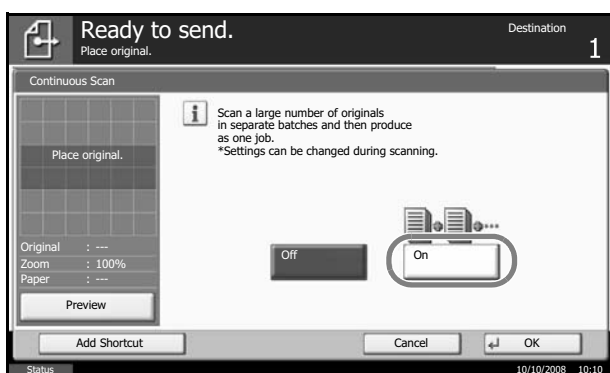 Ready to send.
Destination
Place original.
1
Continuous Scan
i
Scan a large number of originals
in separate batches and then produce
as one job.
*Settings can be changed during scanning.
Place original.
Original : ---
Zoom : 100%
Paper : ---
Preview
Off
On
Add Shortcut
Cancel
OK
Status
10/10/2008 10:10